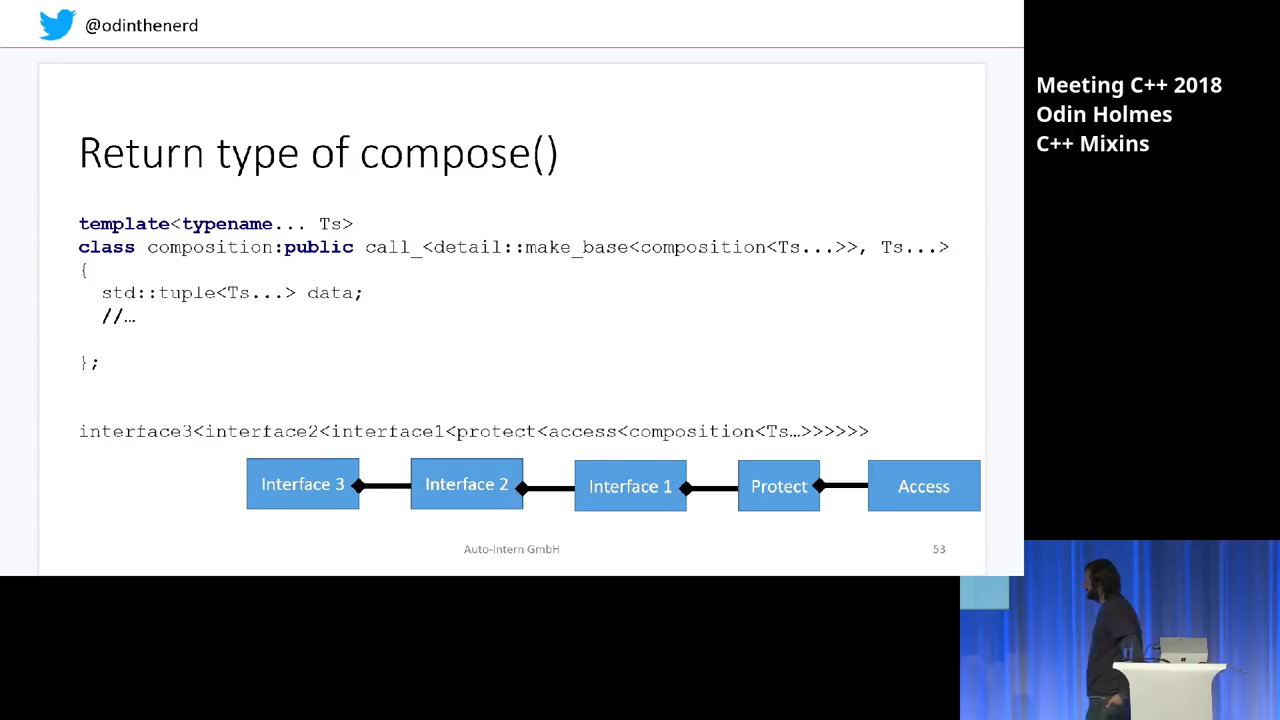 @odinthenerd
Meeting C++ 2018
Odin Holmes
C++ Mixins
Return type of compose()
template<typename... Ts>
class composition:public call_<detail::make_base<composition<Ts...>>, Ts...>
{
std::tuple<Ts...> data;
//…
};
interface3<interface2<interface1<protect<access<composition<Ts…>>>>>>
Interface 3
Interface 2
Interface 1
Protect
Access
Auto-Intern GmbH
53